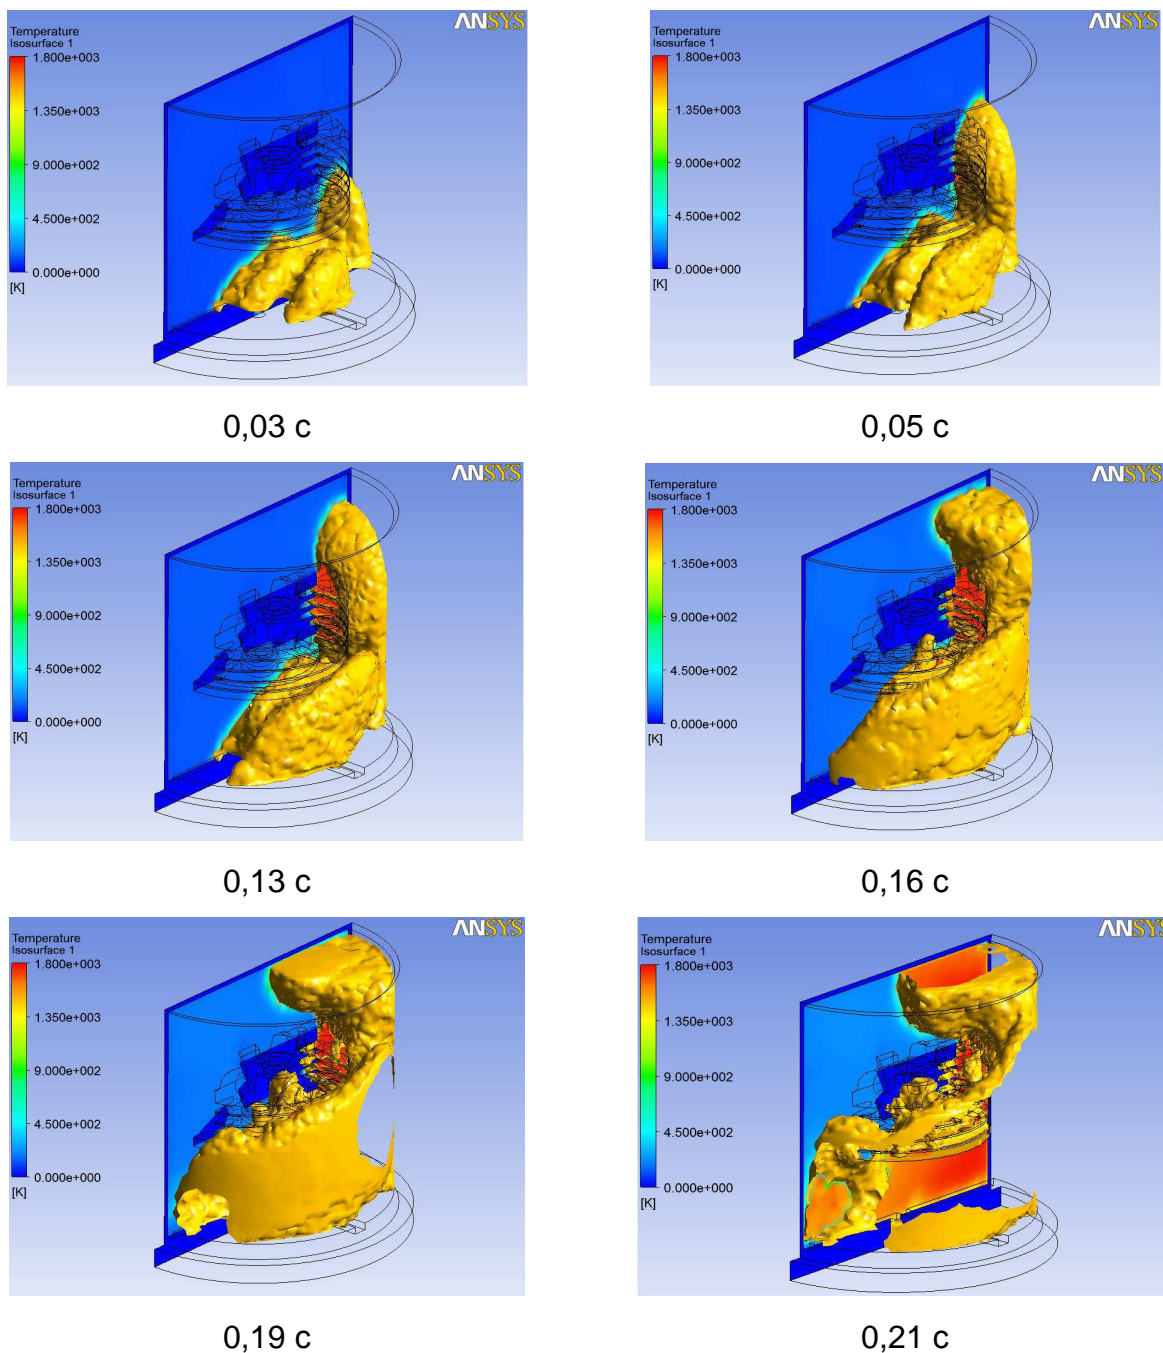 ANSYS
Temperature
Isosurface 1
1.800e+003
1.350e+003
9.000e+002
4.500e+002
0.000e+000
[K]
0,03 с
ANSYS
Temperature
Isosurface 1
1.800e+003
1.350e+003
9.000e+002
4.500e+002
0.000e+000
[K]
0,05 с
ANSYS
Temperature
Isosurface 1
1.800e+003
1.350e+003
9.000e+002
4.500e+002
0.000e+000
[K]
0,13 с
ANSYS
Temperature
Isosurface 1
1.800e+003
1.350e+003
9.000e+002
4.500e+002
0.000e+000
[K]
0,16 с
ANSYS
Temperature
Isosurface 1
1.800e+003
1.350e+003
9.000e+002
4.500e+002
0.000e+000
[K]
0,19 с
ANSYS
Temperature
Isosurface 1
1.800e+003
1.350e+003
9.000e+002
4.500e+002
0.000e+000
[K]
0,21 с